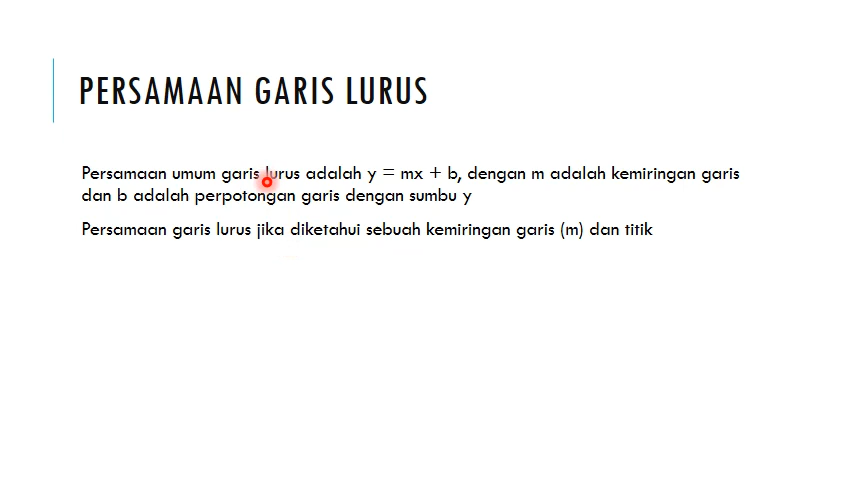 PERSAMAAN GARIS LURUS
Persamaan umum garis lurus adalah y = mx + b, dengan m adalah kemiringan garis
dan b adalah perpotongan garis dengan sumbu y
Persamaan garis lurus jika diketahui sebuah kemiringan garis (m) dan titik